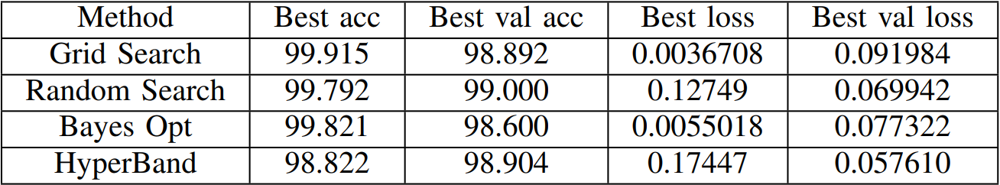 Method Best acc Best val acc Best loss Best val loss
Grid Search 99.915 98.892 0.0036708 0.091984
Random Search 99.792 99.000 0.12749 0.069942
Bayes Opt 99.821 98.600 0.0055018 0.077322
HyperBand 98.822 98.904 0.17447 0.057610